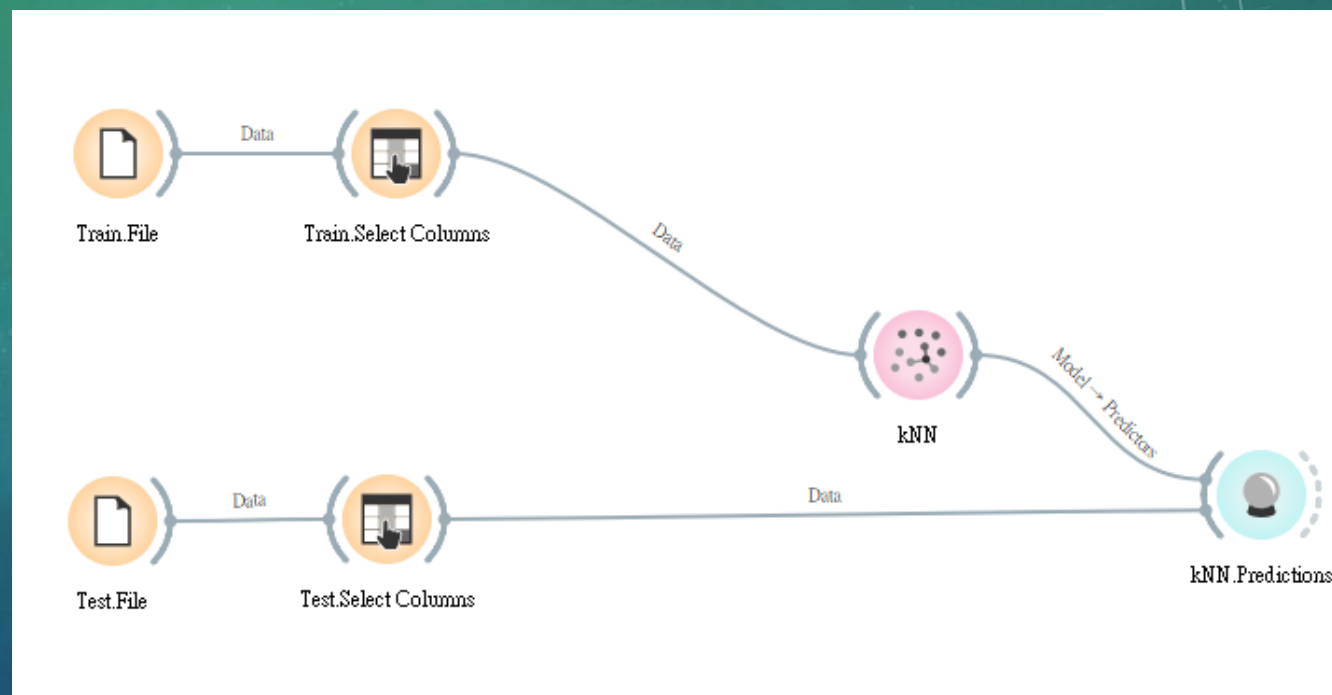 Data
Train.File
Train.Select Columns
Data
kNN
Model → Predictors
Data
Data
kNN.Predictions
Test.File
Test.Select Columns